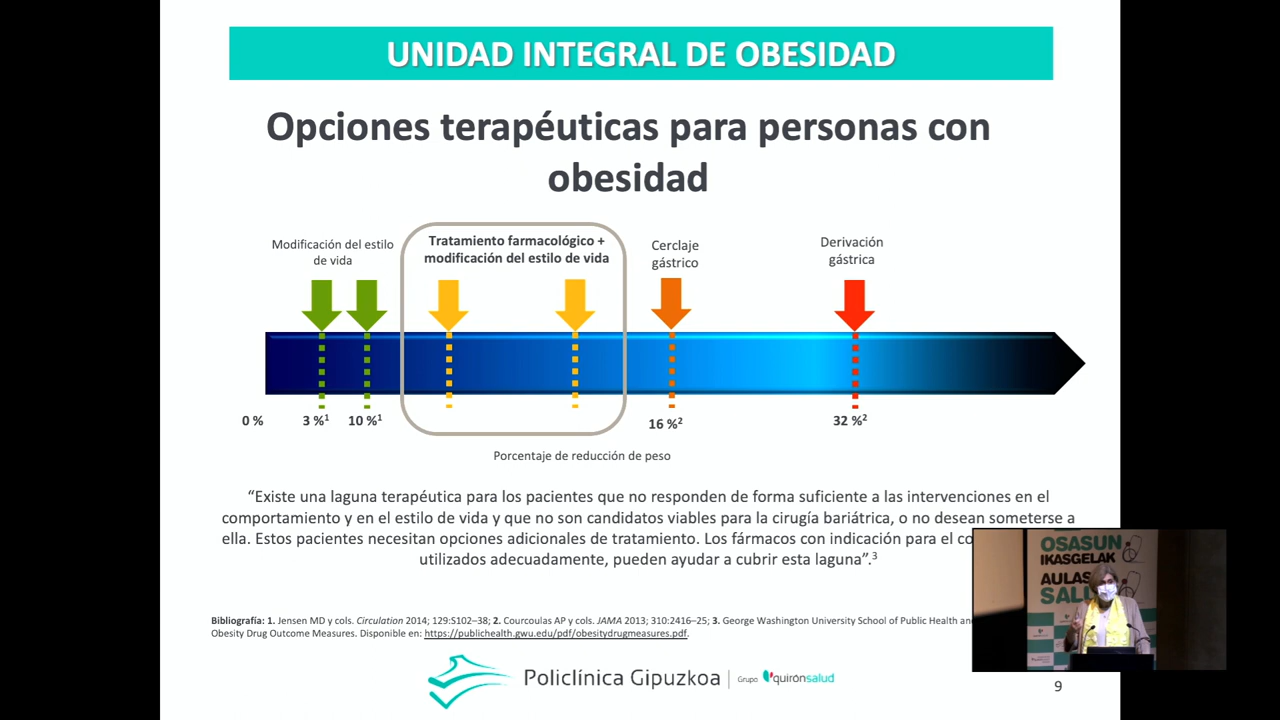 UNIDAD INTEGRAL DE OBESIDAD
Opciones terapéuticas para personas con
obesidad
Modificación del estilo
de vida
Tratamiento farmacológico +
modificación del estilo de vida
Cerclaje
gástrico
Derivación
gástrica
0 %
3 %1
10 %1
16 %2
32 %2
Porcentaje de reducción de peso
“Existe una laguna terapéutica para los pacientes que no responden de forma suficiente a las intervenciones en el
comportamiento y en el estilo de vida y que no son candidatos viables para la cirugía bariátrica, o no desean someterse a
ella. Estos pacientes necesitan opciones adicionales de tratamiento. Los fármacos con indicación para el
utilizados adecuadamente, pueden ayudar a cubrir esta laguna”.3
Bibliografía: 1. Jensen MD y cols. Circulation 2014; 129:S102–38; 2. Courcoulas AP y cols. JAMA 2013; 310:2416–25; 3. George Washington University School of Public Health and
Obesity Drug Outcome Measures. Disponible en: https://publichealth.gwu.edu/pdf/obesitydrugmeasures.pdf.
Policlínica Gipuzkoa
Grupo quirónsalud
9
OSASUN
IKASGELAK
AULAS
SAL